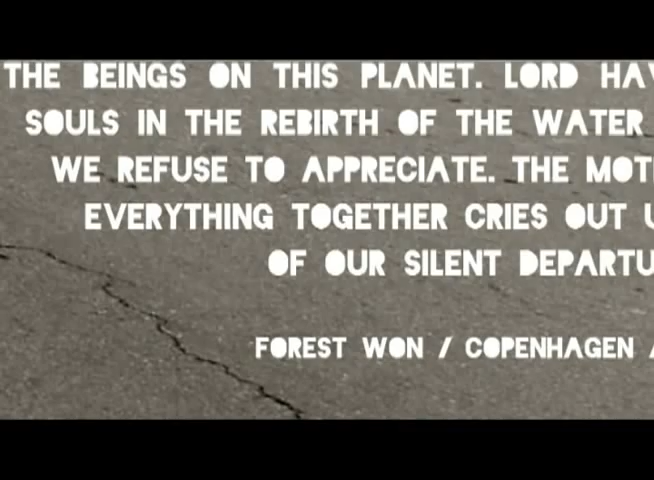 THE BEINGS ON THIS PLANET. LORD HAV
SOULS IN THE REBIRTH OF THE WATER
WE REFUSE TO APPRECIATE. THE MOT
EVERYTHING TOGETHER CRIES OUT U
OF OUR SILENT DEPARTU
FOREST WON / COPENHAGEN /